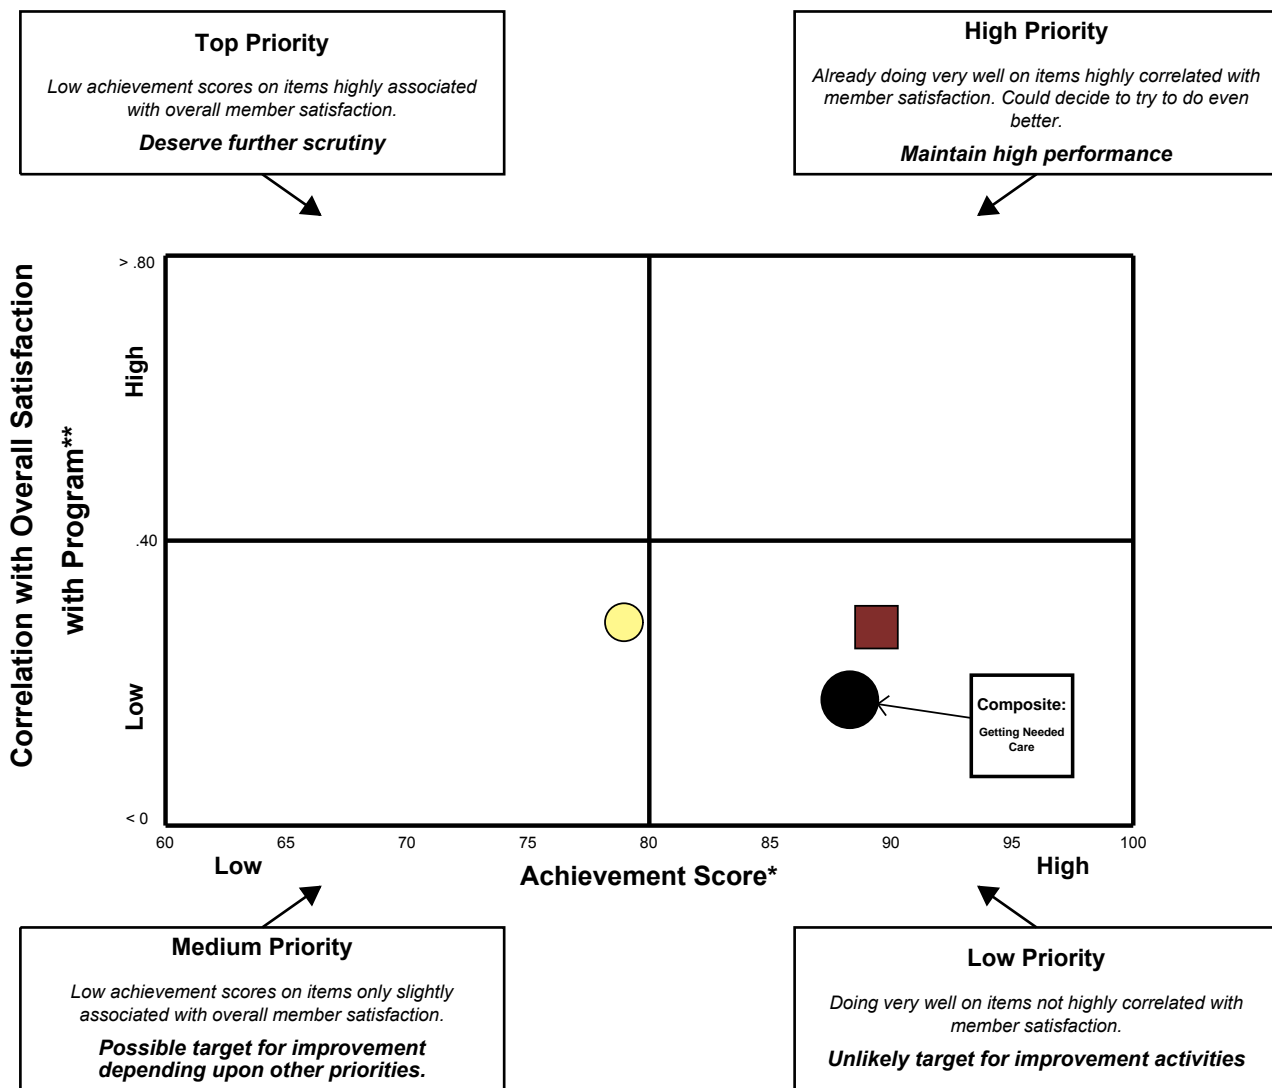 Top Priority
Low achievement scores on items highly associated
with overall member satisfaction.
Deserve further scrutiny
High Priority
Already doing very well on items highly correlated with
member satisfaction. Could decide to try to do even
better.
Maintain high performance
Correlation with Overall Satisfaction
with Program**
> .80
High
.40
Low
< 0
Composite:
Getting Needed
Care
60
65
70
75
80
85
90
95
100
Low
Achievement Score*
High
Medium Priority
Low achievement scores on items only slightly
associated with overall member satisfaction.
Possible target for improvement
depending upon other priorities.
Low Priority
Doing very well on items not highly correlated with
member satisfaction.
Unlikely target for improvement activities